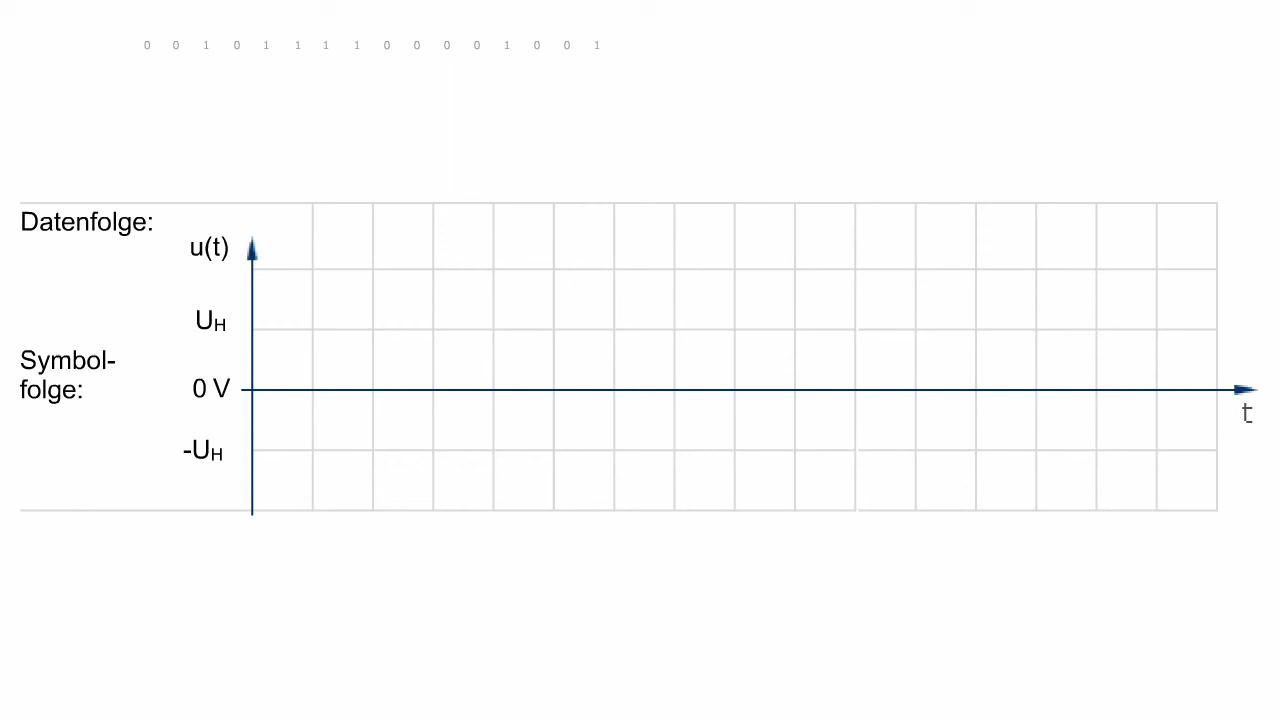 0 0 1 0 1 1 1 1 0 0 0 0 1 0 0 1
Datenfolge:
u(t)
UH
Symbol-
folge:
0 V
-UH
t